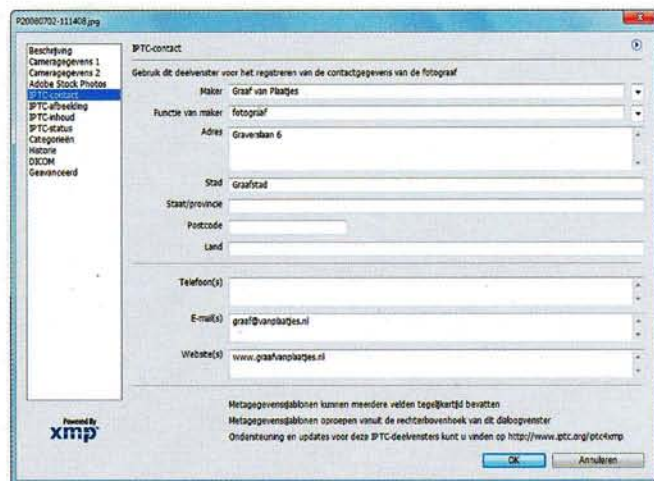 P20080702-111408.jpg
Beschrijving
Cameragegevens 1
Cameragegevens 2
Adobe Stock Photos
IPTC-contact
IPTC-afbeelding
IPTC-inhoud
IPTC-status
Categorieën
Historie
DICOM
Geavanceerd
Powered By
xmp
IPTC-contact
Gebruik dit deelvenster voor het registreren van de contactgegevens van de fotograaf
Maker Graaf van Plaatjes
Functie van maker fotograaf
Adres Graverslaan 6
Stad Graafstad
Staat/provincie
Postcode
Land
Telefoon(s)
E-mail(s) graaf@vanplaatjes.nl
Website(s) www.graafvanplaatjes.nl
Metagegevenssjablonen kunnen meerdere velden tegelijkertijd bevatten
Metagegevenssjablonen oproepen vanuit de rechterbovenhoek van dit dialoogvenster
Ondersteuning en updates voor deze IPTC-deelvensters kunt u vinden op http://www.iptc.org/iptc4xmp
OK Annuleren